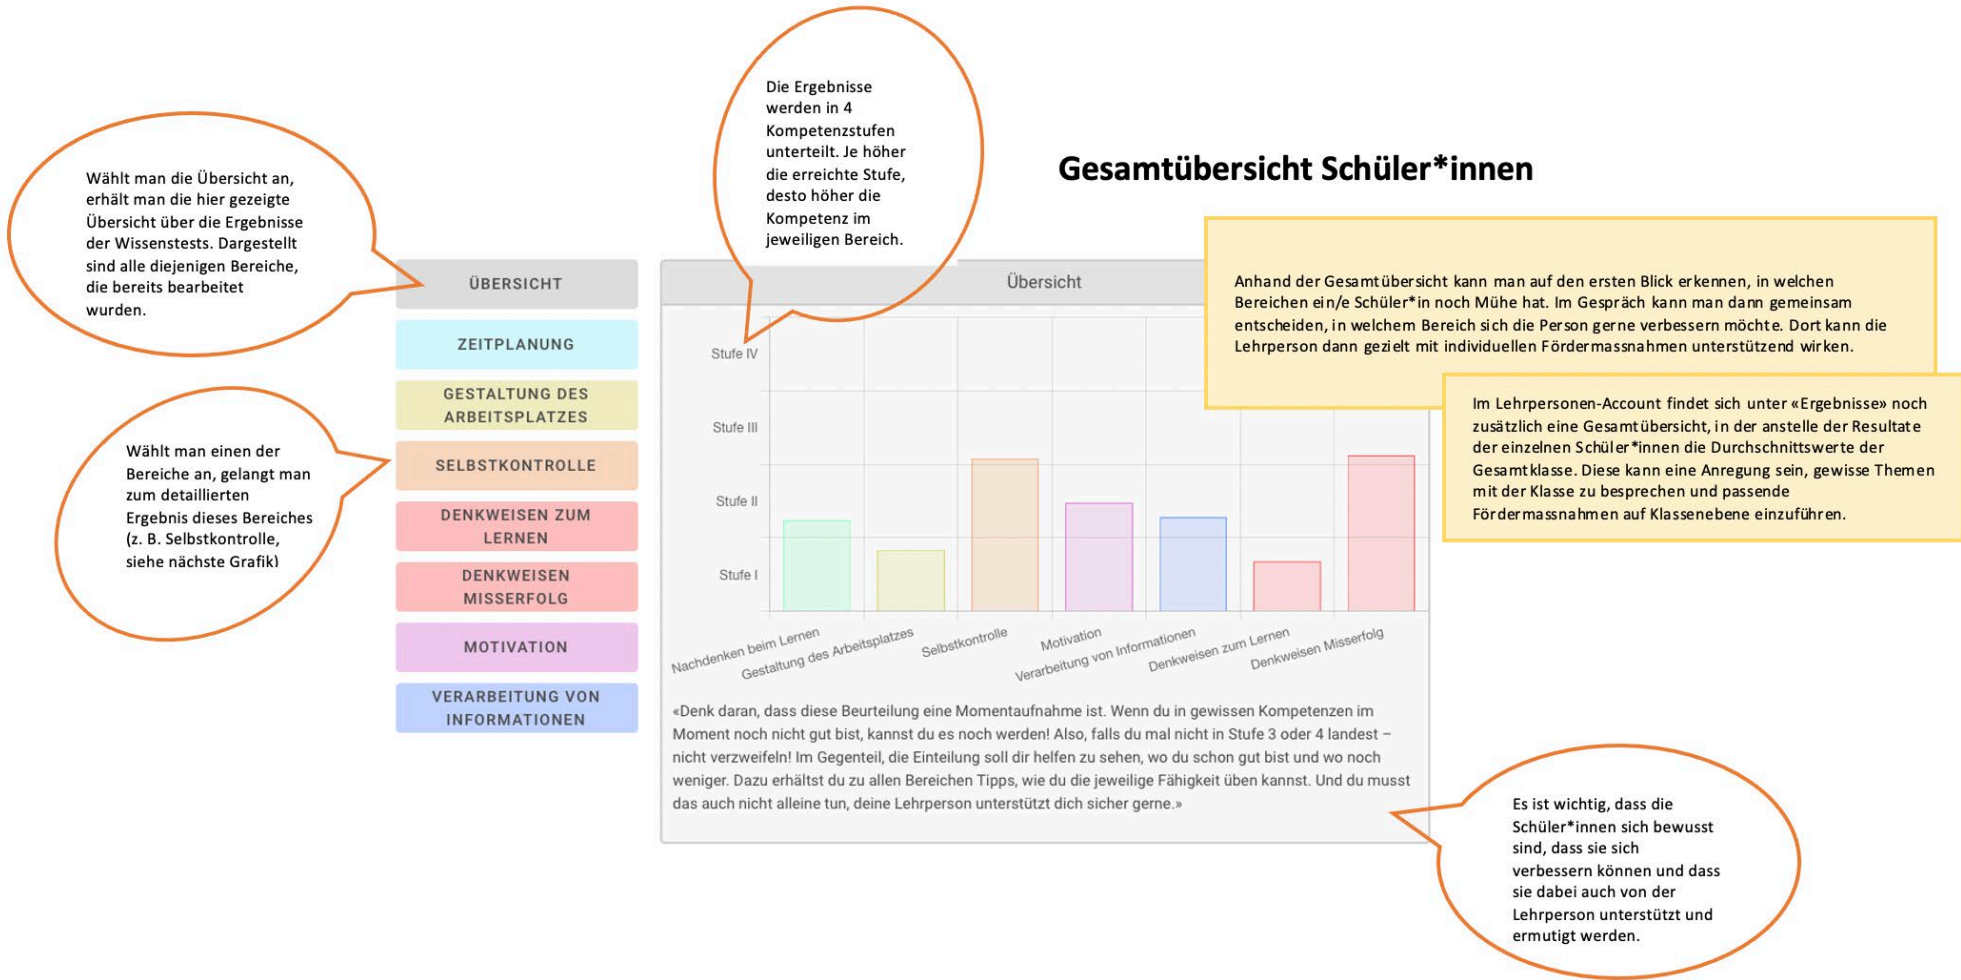 Die Ergebnisse
werden in 4
Kompetenzstufen
unterteilt. Je höher
die erreichte Stufe,
desto höher die
Kompetenz im
jeweiligen Bereich.
Gesamtübersicht Schüler*innen
Wählt man die Übersicht an,
erhält man die hier gezeigte
Übersicht über die Ergebnisse
der Wissenstests. Dargestellt
sind alle diejenigen Bereiche,
die bereits bearbeitet
wurden.
Wählt man einen der
Bereiche an, gelangt man
zum detaillierten
Ergebnis dieses Bereiches
(z. B. Selbstkontrolle,
siehe nächste Grafik)
ÜBERSICHT
ZEITPLANUNG
GESTALTUNG DES
ARBEITSPLATZES
SELBSTKONTROLLE
DENKWEISEN ZUM
LERNEN
DENKWEISEN
MISSERFOLG
MOTIVATION
VERARBEITUNG VON
INFORMATIONEN
Übersicht
Stufe IV
Stufe III
Stufe II
Stufe I
Nachdenken beim Lernen
Gestaltung des Arbeitsplatzes
Selbstkontrolle
Motivation
Verarbeitung von Informationen
Denkweisen zum Lernen
Denkweisen Misserfolg
«Denk daran, dass diese Beurteilung eine Momentaufnahme ist. Wenn du in gewissen Kompetenzen im
Moment noch nicht gut bist, kannst du es noch werden! Also, falls du mal nicht in Stufe 3 oder 4 landest –
nicht verzweifeln! Im Gegenteil, die Einteilung soll dir helfen zu sehen, wo du schon gut bist und wo noch
weniger. Dazu erhältst du zu allen Bereichen Tipps, wie du die jeweilige Fähigkeit üben kannst. Und du musst
das auch nicht alleine tun, deine Lehrperson unterstützt dich sicher gerne.»
Anhand der Gesamtübersicht kann man auf den ersten Blick erkennen, in welchen
Bereichen ein/e Schüler*in noch Mühe hat. Im Gespräch kann man dann gemeinsam
entscheiden, in welchem Bereich sich die Person gerne verbessern möchte. Dort kann die
Lehrperson dann gezielt mit individuellen Fördermassnahmen unterstützend wirken.
Im Lehrpersonen-Account findet sich unter «Ergebnisse» noch
zusätzlich eine Gesamtübersicht, in der anstelle der Resultate
der einzelnen Schüler*innen die Durchschnittswerte der
Gesamtklasse. Diese kann eine Anregung sein, gewisse Themen
mit der Klasse zu besprechen und passende
Fördermassnahmen auf Klassenebene einzuführen.
Es ist wichtig, dass die
Schüler*innen sich bewusst
sind, dass sie sich
verbessern können und dass
sie dabei auch von der
Lehrperson unterstützt und
ermutigt werden.